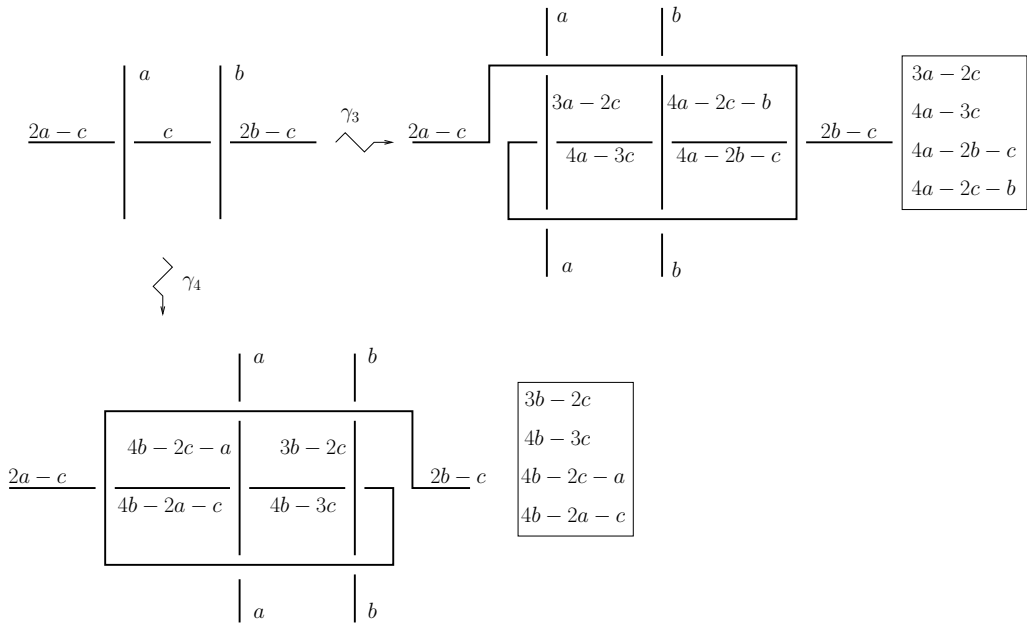 a
b
2a − c
c
2b − c
γ₃
a
b
2a − c
3a − 2c
4a − 2c − b
4a − 3c
4a − 2b − c
2b − c
a
b
3a − 2c
4a − 3c
4a − 2b − c
4a − 2c − b
γ₄
a
b
2a − c
4b − 2c − a
3b − 2c
4b − 2a − c
4b − 3c
2b − c
a
b
3b − 2c
4b − 3c
4b − 2c − a
4b − 2a − c